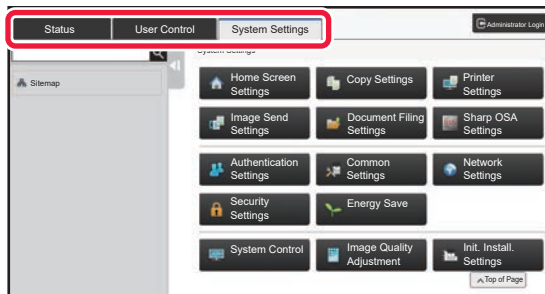 Status
User Control
System Settings
Administrator Login
System Settings
Sitemap
Home Screen
Settings
Copy Settings
Printer
Settings
Image Send
Settings
Document Filing
Settings
Sharp OSA
Settings
Authentication
Settings
Common
Settings
Network
Settings
Security
Settings
Energy Save
System Control
Image Quality
Adjustment
Init. Install.
Settings
Top of Page